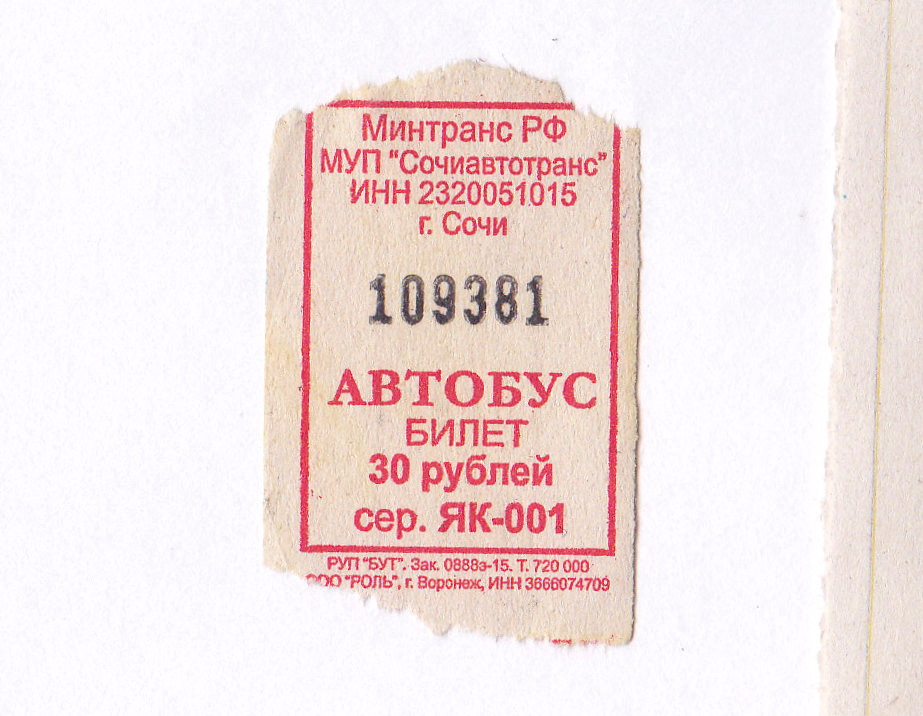 Минтранс РФ
МУП "Сочиавтотранс"
ИНН 2320051015
г. Сочи
109381
АВТОБУС
БИЛЕТ
30 рублей
сер. ЯК-001
РУП "БУТ". Зак. 0888э-15. Т. 720 000
ООО "РОЛЬ", г. Воронеж, ИНН 3666074709